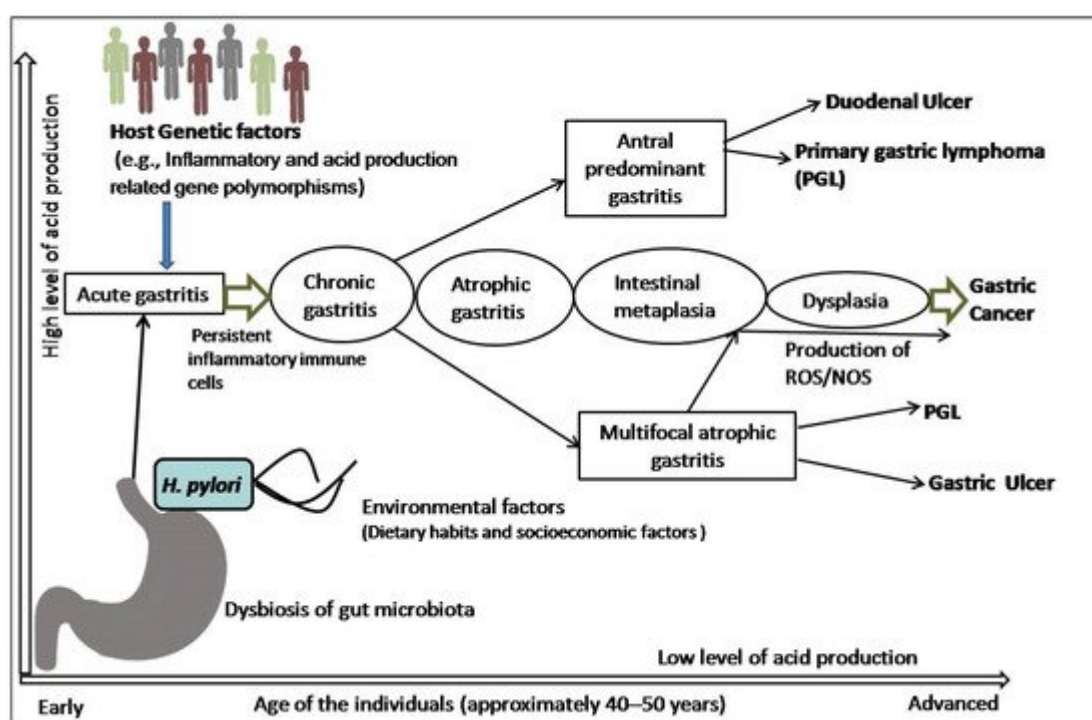 High level of acid production
Host Genetic factors
(e.g., Inflammatory and acid production
related gene polymorphisms)
Acute gastritis
Persistent
inflammatory immune
cells
Chronic
gastritis
Atrophic
gastritis
Intestinal
metaplasia
Dysplasia
Gastric
Cancer
Antral
predominant
gastritis
Duodenal Ulcer
Primary gastric lymphoma
(PGL)
Production of
ROS/NOS
Multifocal atrophic
gastritis
PGL
Gastric Ulcer
H. pylori
Environmental factors
(Dietary habits and socioeconomic factors )
Dysbiosis of gut microbiota
Low level of acid production
Early
Age of the individuals (approximately 40–50 years)
Advanced